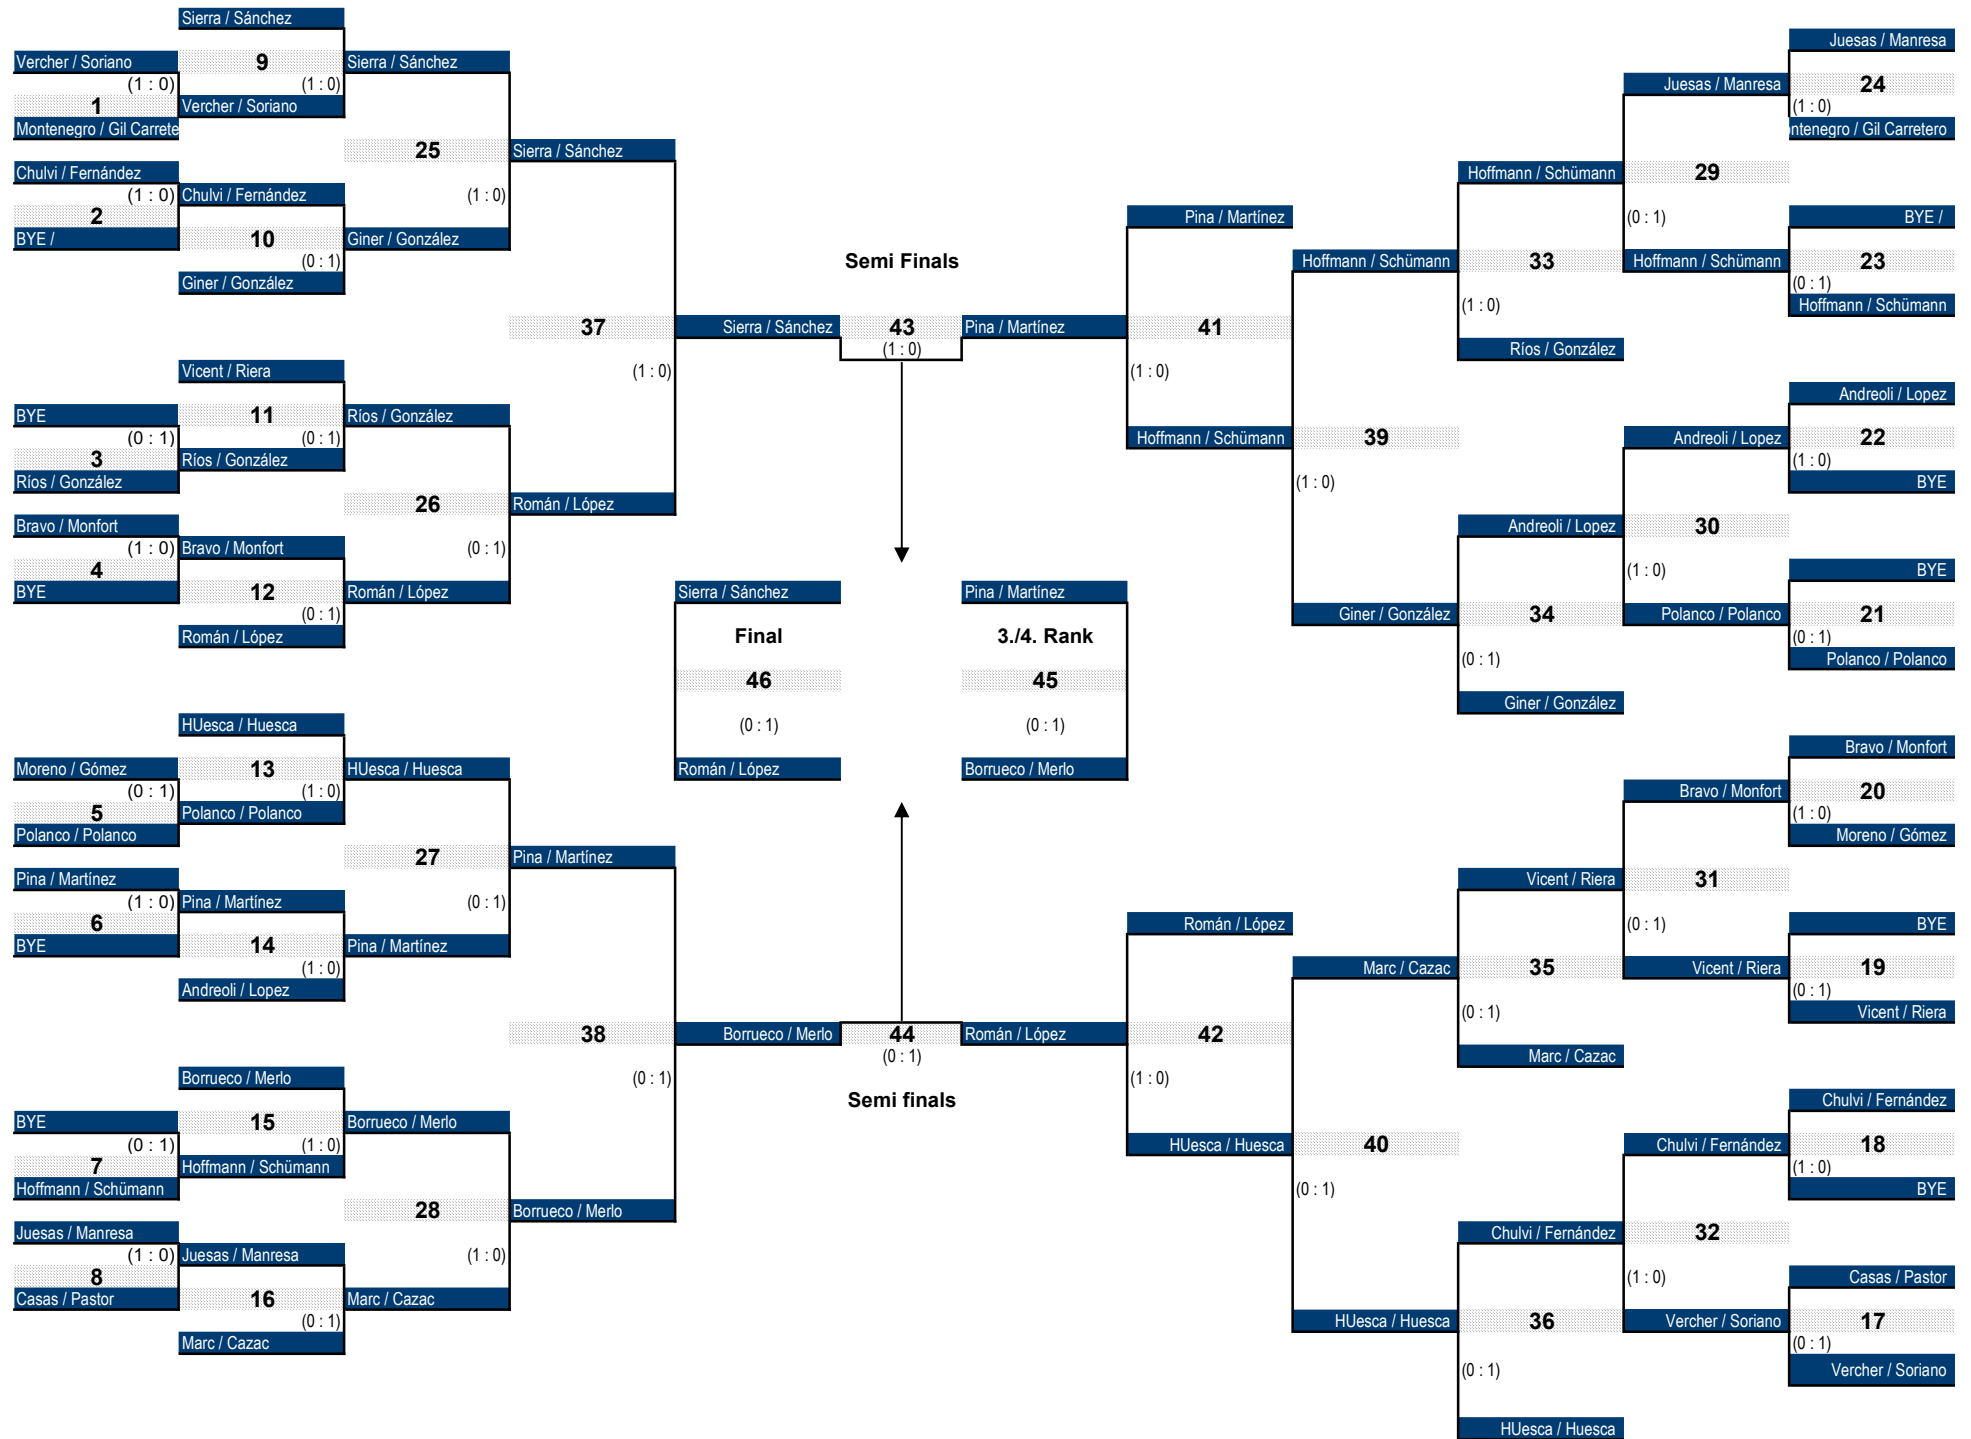 Sierra / Sánchez
Vercher / Soriano
9
Sierra / Sánchez
(1 : 0)
(1 : 0)
1
Vercher / Soriano
Montenegro / Gil Carrete
25
Sierra / Sánchez
Chulvi / Fernández
(1 : 0)
Chulvi / Fernández
(1 : 0)
2
BYE /
10
Giner / González
(0 : 1)
Giner / González
37
Sierra / Sánchez
(1 : 0)
Vicent / Riera
BYE
11
Ríos / González
(0 : 1)
(0 : 1)
3
Ríos / González
Ríos / González
26
Román / López
Bravo / Monfort
(1 : 0)
Bravo / Monfort
(0 : 1)
4
BYE
12
Román / López
(0 : 1)
Román / López
HUesca / Huesca
Moreno / Gómez
13
HUesca / Huesca
(0 : 1)
(1 : 0)
5
Polanco / Polanco
Polanco / Polanco
27
Pina / Martínez
Pina / Martínez
(1 : 0)
Pina / Martínez
(0 : 1)
6
BYE
14
Pina / Martínez
(1 : 0)
Andreoli / Lopez
38
Borrueco / Merlo
(0 : 1)
Borrueco / Merlo
BYE
15
Borrueco / Merlo
(0 : 1)
(1 : 0)
7
Hoffmann / Schümann
Hoffmann / Schümann
28
Borrueco / Merlo
Juesas / Manresa
(1 : 0)
Juesas / Manresa
(1 : 0)
8
Casas / Pastor
16
Marc / Cazac
(0 : 1)
Marc / Cazac
Semi Finals
43
(1 : 0)
Pina / Martínez
Sierra / Sánchez
Final
46
(0 : 1)
Román / López
Pina / Martínez
3./4. Rank
45
(0 : 1)
Borrueco / Merlo
44
(0 : 1)
Román / López
Semi finals
Pina / Martínez
41
(1 : 0)
Hoffmann / Schümann
Hoffmann / Schümann
39
(1 : 0)
Giner / González
Hoffmann / Schümann
33
(1 : 0)
Ríos / González
Juesas / Manresa
Juesas / Manresa
24
(1 : 0)
ntenegro / Gil Carretero
29
(0 : 1)
BYE /
Hoffmann / Schümann
23
(0 : 1)
Hoffmann / Schümann
Andreoli / Lopez
Andreoli / Lopez
22
(1 : 0)
BYE
Andreoli / Lopez
30
(1 : 0)
BYE
34
Polanco / Polanco
21
(0 : 1)
(0 : 1)
Polanco / Polanco
Giner / González
Bravo / Monfort
Bravo / Monfort
20
(1 : 0)
Moreno / Gómez
Vicent / Riera
31
(0 : 1)
BYE
Román / López
42
(1 : 0)
HUesca / Huesca
Marc / Cazac
35
Vicent / Riera
19
(0 : 1)
(0 : 1)
Vicent / Riera
Marc / Cazac
40
(0 : 1)
Chulvi / Fernández
Chulvi / Fernández
18
(1 : 0)
BYE
Chulvi / Fernández
32
(1 : 0)
Casas / Pastor
HUesca / Huesca
36
Vercher / Soriano
17
(0 : 1)
(0 : 1)
Vercher / Soriano
HUesca / Huesca